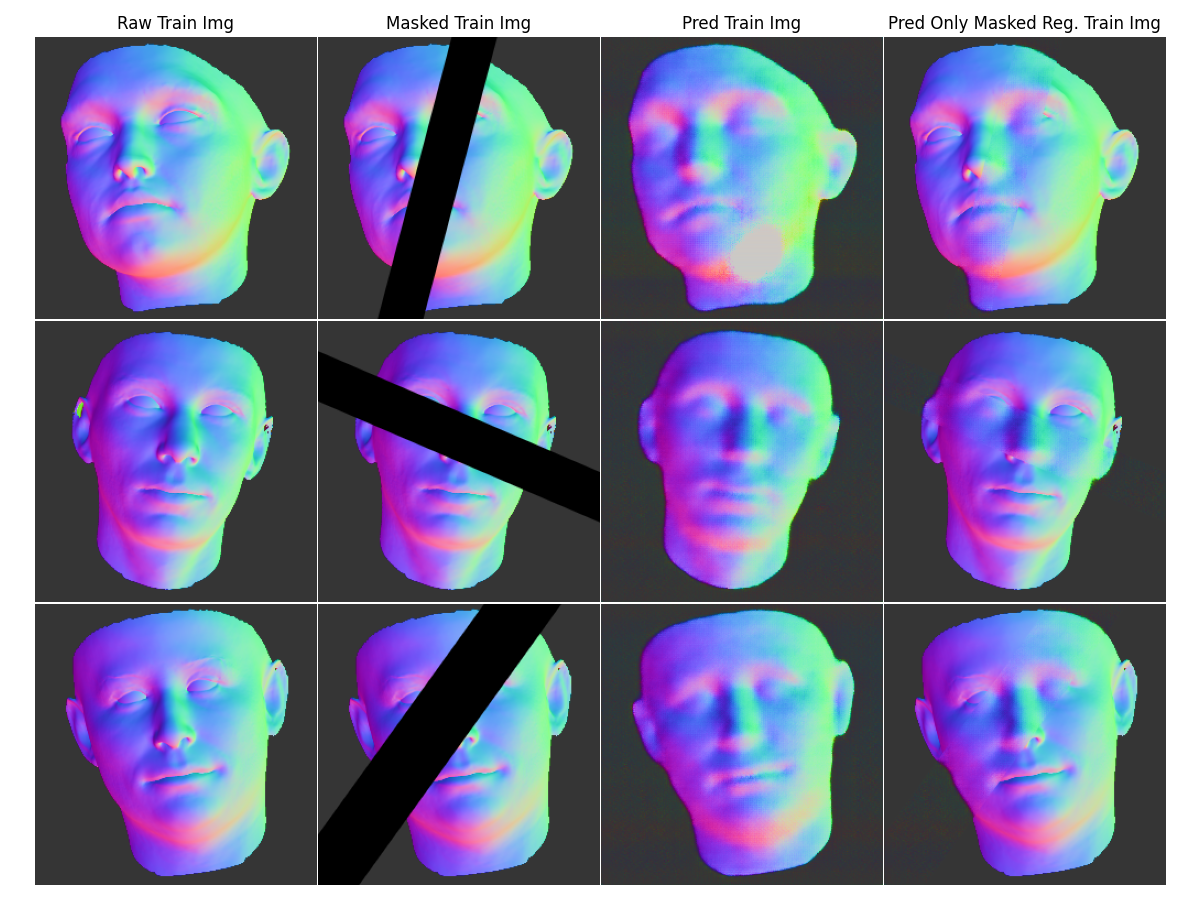 Raw Train Img
Masked Train Img
Pred Train Img
Pred Only Masked Reg. Train Img